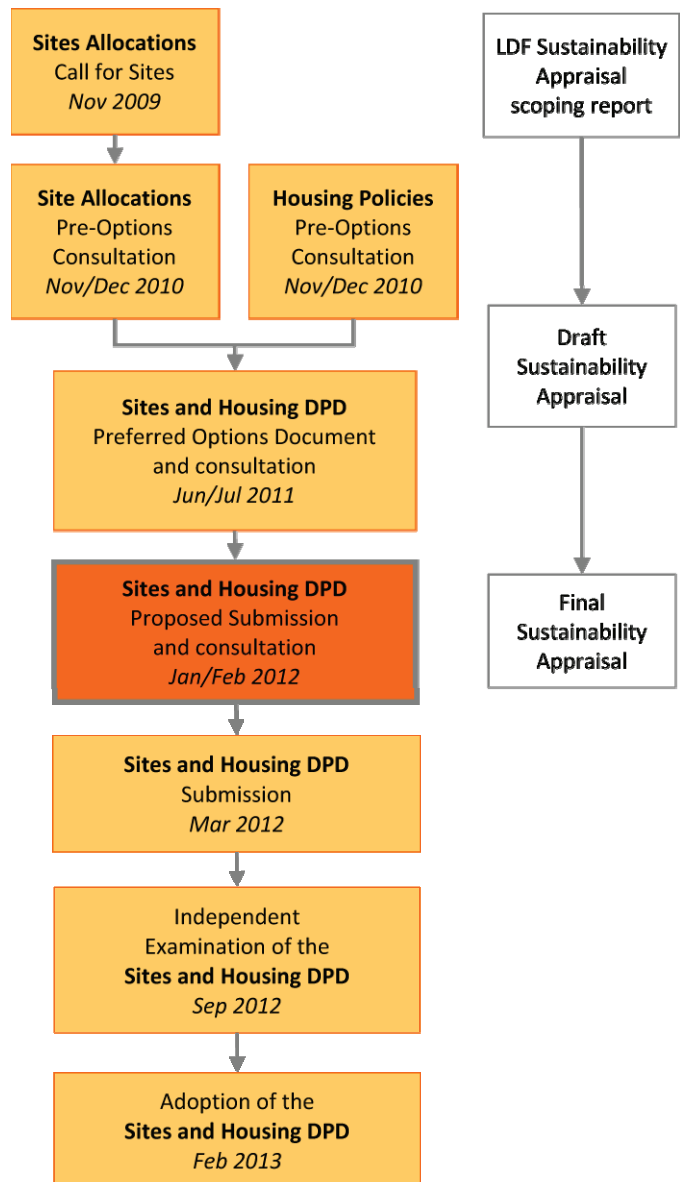 Sites Allocations
Call for Sites
Nov 2009
LDF Sustainability
Appraisal
scoping report
Site Allocations
Pre-Options
Consultation
Nov/Dec 2010
Housing Policies
Pre-Options
Consultation
Nov/Dec 2010
Draft
Sustainability
Appraisal
Sites and Housing DPD
Preferred Options Document
and consultation
Jun/Jul 2011
Sites and Housing DPD
Proposed Submission
and consultation
Jan/Feb 2012
Final
Sustainability
Appraisal
Sites and Housing DPD
Submission
Mar 2012
Independent
Examination of the
Sites and Housing DPD
Sep 2012
Adoption of the
Sites and Housing DPD
Feb 2013